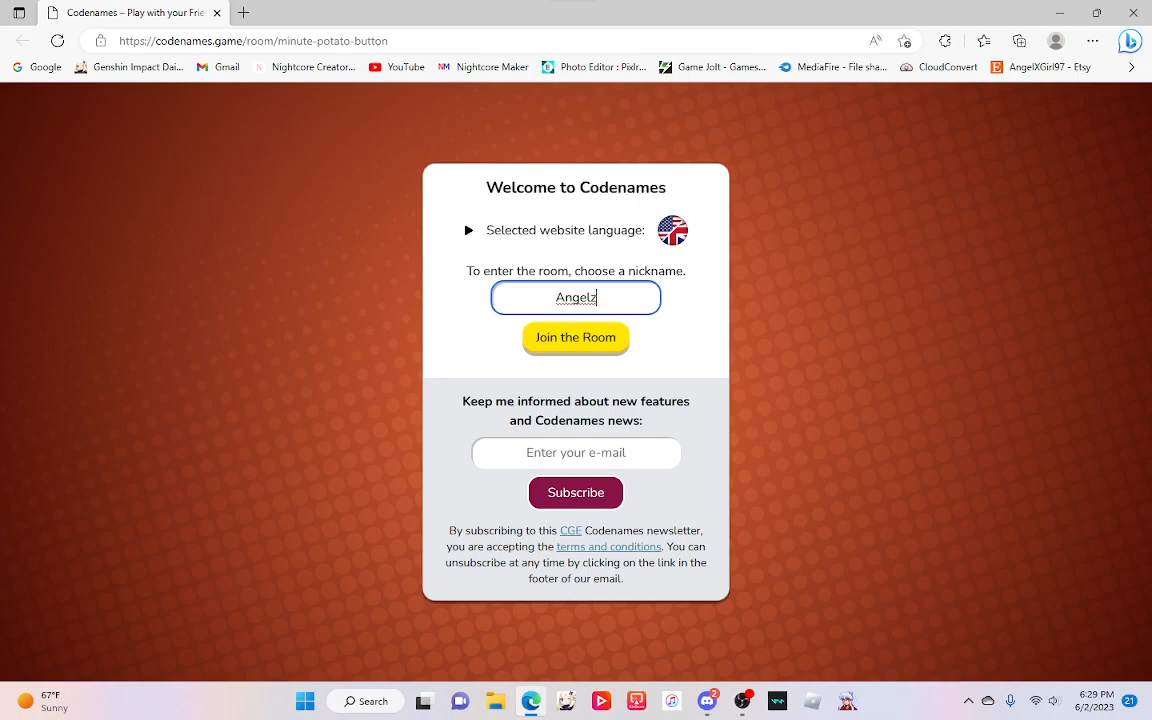 Codenames – Play with your Frie
https://codenames.game/room/minute-potato-button
Google
Genshin Impact Dai...
Gmail
Nightcore Creator...
YouTube
NM Nightcore Maker
Photo Editor : Pixlr...
Game Jolt - Games...
MediaFire - File sha...
CloudConvert
AngelXGirl97 - Etsy
Welcome to Codenames
Selected website language:
To enter the room, choose a nickname.
Angelz
Join the Room
Keep me informed about new features
and Codenames news:
Enter your e-mail
Subscribe
By subscribing to this CGE Codenames newsletter,
you are accepting the terms and conditions. You can
unsubscribe at any time by clicking on the link in the
footer of our email.
67°F
Sunny
Search
2
6:29 PM
6/2/2023
21